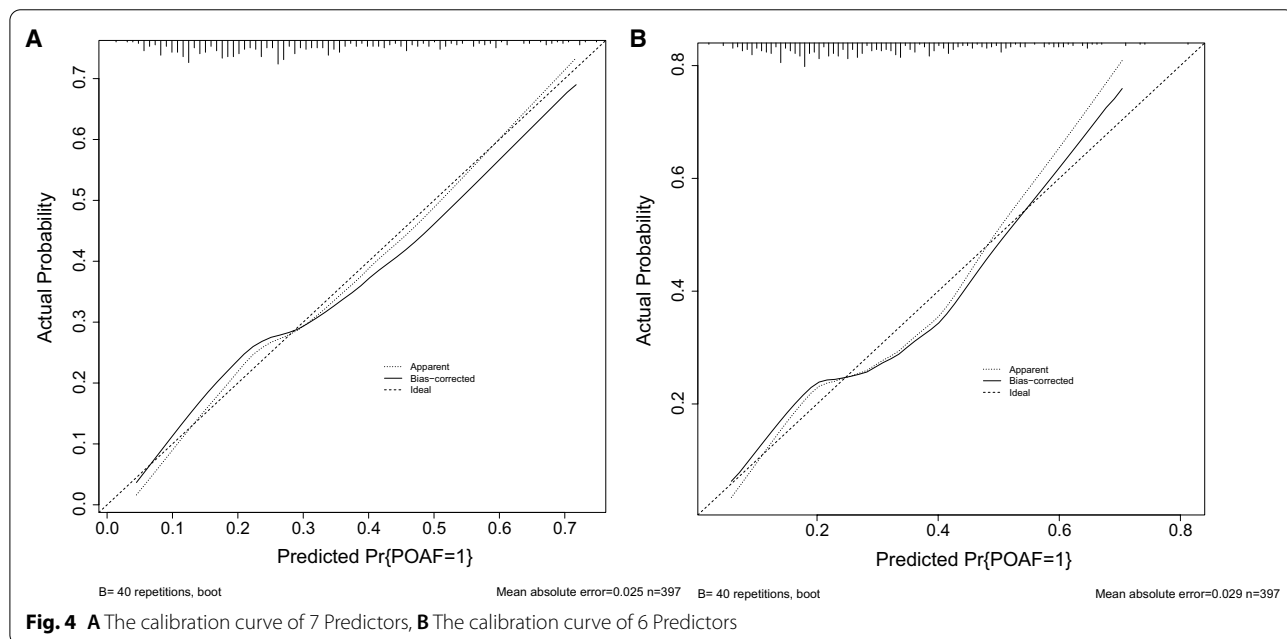 A
Actual Probability
0.7
0.6
0.5
0.4
0.3
0.2
0.1
0.0
Apparent
Bias−corrected
Ideal
0.0 0.1 0.2 0.3 0.4 0.5 0.6 0.7
Predicted Pr{POAF=1}
B= 40 repetitions, boot
Mean absolute error=0.025 n=397
B
Actual Probability
0.8
0.6
0.4
0.2
Apparent
Bias−corrected
Ideal
0.2 0.4 0.6 0.8
Predicted Pr{POAF=1}
B= 40 repetitions, boot
Mean absolute error=0.029 n=397
Fig. 4 A The calibration curve of 7 Predictors, B The calibration curve of 6 Predictors